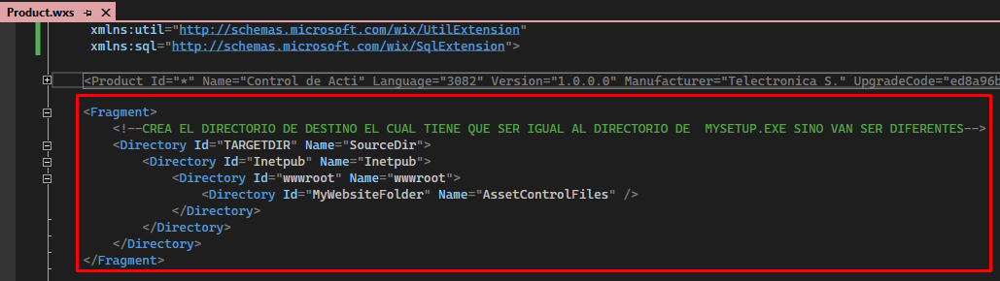 Product.wxs
xmlns:util="http://schemas.microsoft.com/wix/UtilExtension"
xmlns:sql="http://schemas.microsoft.com/wix/SqlExtension">
<Product Id="*" Name="Control de Acti" Language="3082" Version="1.0.0.0" Manufacturer="Telectronica S." UpgradeCode="ed8a96b
<Fragment>
<!--CREA EL DIRECTORIO DE DESTINO EL CUAL TIENE QUE SER IGUAL AL DIRECTORIO DE  MYSETUP.EXE SINO VAN SER DIFERENTES-->
<Directory Id="TARGETDIR" Name="SourceDir">
<Directory Id="Inetpub" Name="Inetpub">
<Directory Id="wwwroot" Name="wwwroot">
<Directory Id="MyWebsiteFolder" Name="AssetControlFiles" />
</Directory>
</Directory>
</Directory>
</Fragment>